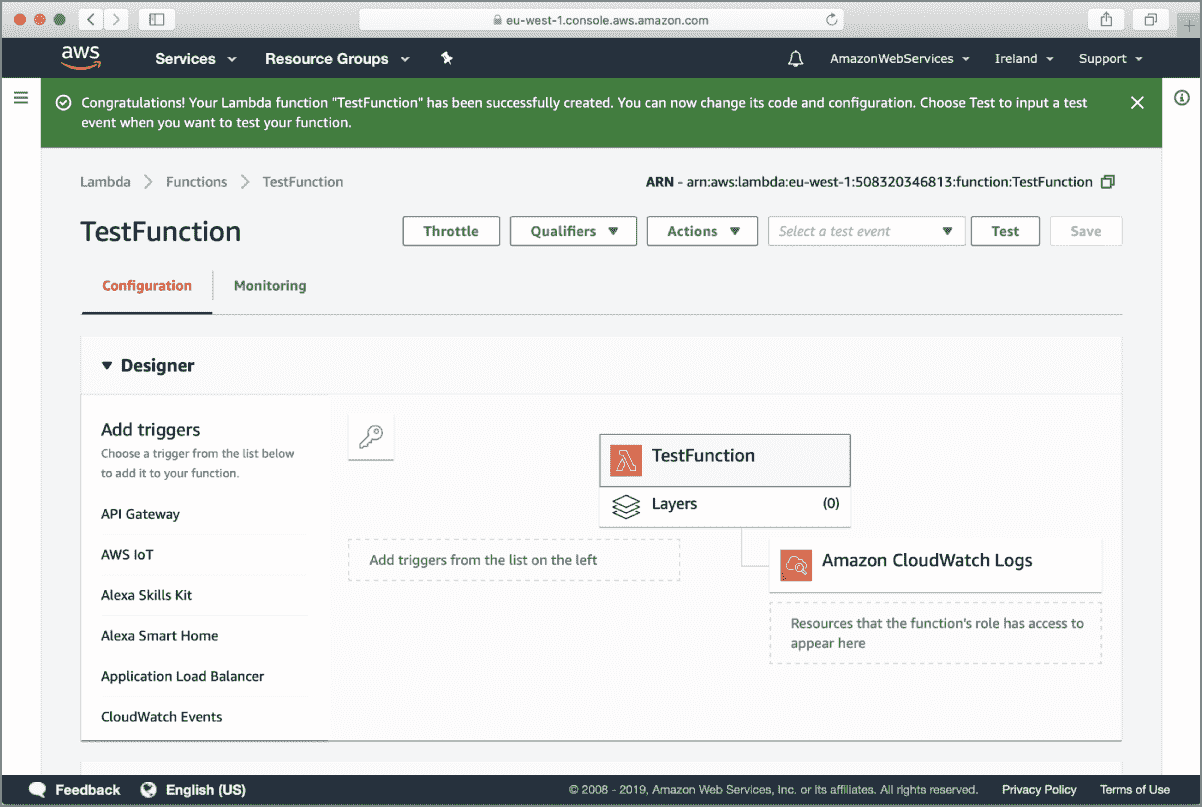 eu-west-1.console.aws.amazon.com
aws Services Resource Groups AmazonWebServices Ireland Support
Congratulations! Your Lambda function "TestFunction" has been successfully created. You can now change its code and configuration. Choose Test to input a test
event when you want to test your function.
Lambda Functions TestFunction ARN - arn:aws:lambda:eu-west-1:508320346813:function:TestFunction
TestFunction Throttle Qualifiers Actions Select a test event Test Save
Configuration Monitoring
Designer
Add triggers
Choose a trigger from the list below
to add it to your function.
API Gateway
AWS IoT
Alexa Skills Kit
Alexa Smart Home
Application Load Balancer
CloudWatch Events
Add triggers from the list on the left
TestFunction
Layers (0)
Amazon CloudWatch Logs
Resources that the function's role has access to
appear here
Feedback English (US) © 2008 - 2019, Amazon Web Services, Inc. or its affiliates. All rights reserved. Privacy Policy Terms of Use